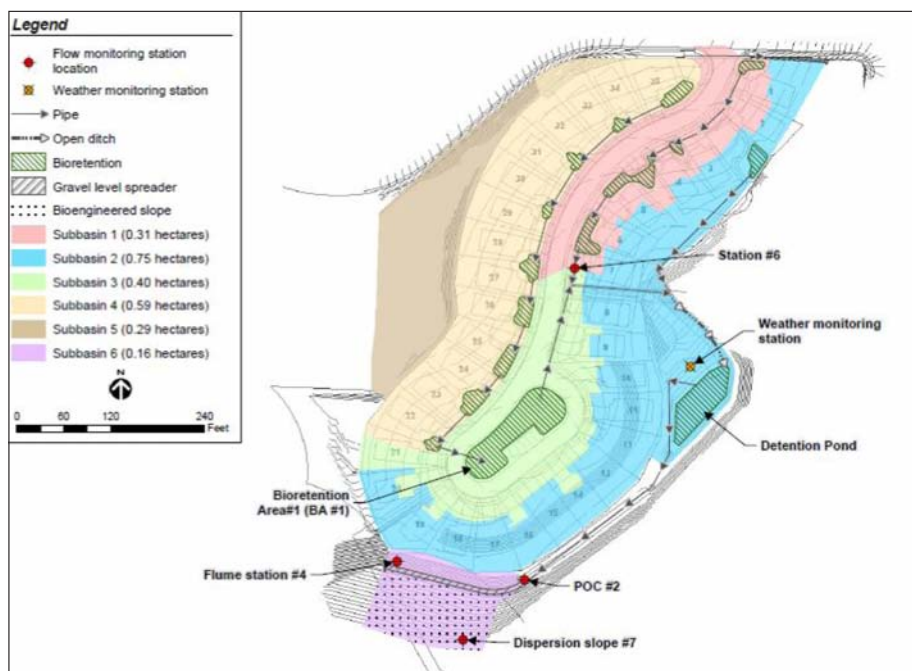 Legend
Flow monitoring station
location
Weather monitoring station
Pipe
Open ditch
Bioretention
Gravel level spreader
Bioengineered slope
Subbasin 1 (0.31 hectares)
Subbasin 2 (0.75 hectares)
Subbasin 3 (0.40 hectares)
Subbasin 4 (0.59 hectares)
Subbasin 5 (0.29 hectares)
Subbasin 6 (0.16 hectares)
N
0 60 120 240
Feet
Station #6
Weather monitoring
station
Detention Pond
Bioretention
Area#1 (BA #1)
Flume station #4
POC #2
Dispersion slope #7